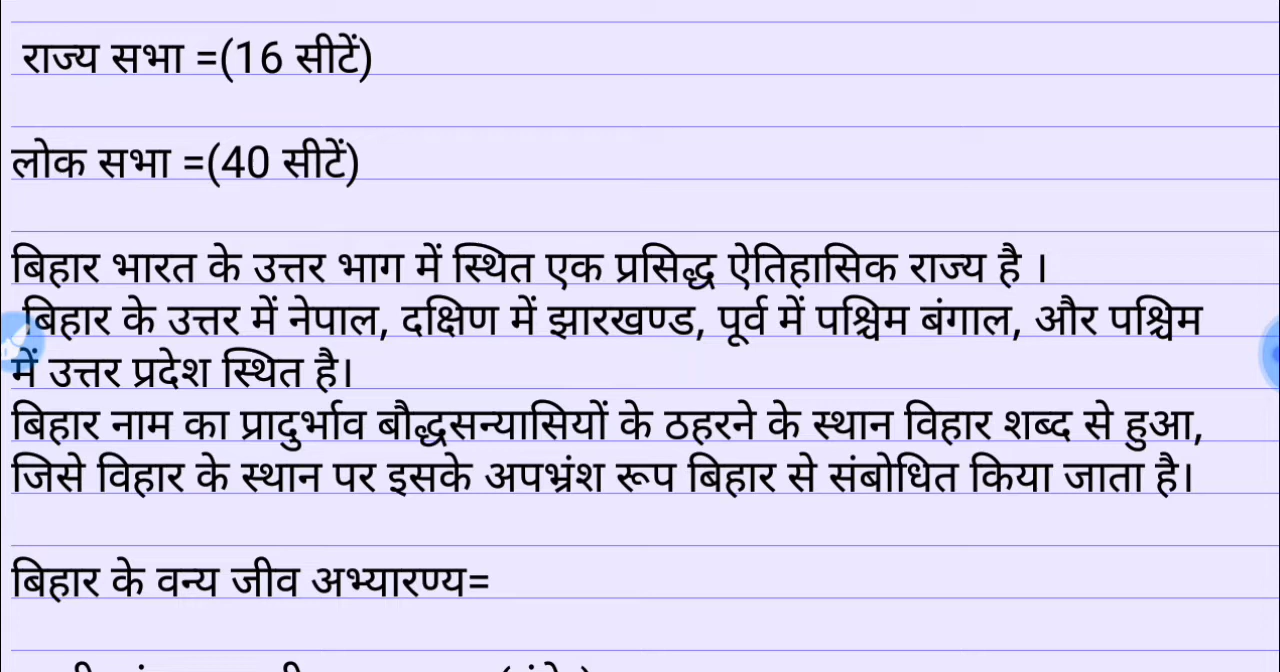 राज्य सभा =(16 सीटें)
लोक सभा =(40 सीटें)
बिहार भारत के उत्तर भाग में स्थित एक प्रसिद्ध ऐतिहासिक राज्य है ।
बिहार के उत्तर में नेपाल, दक्षिण में झारखण्ड, पूर्व में पश्चिम बंगाल, और पश्चिम
में उत्तर प्रदेश स्थित है।
बिहार नाम का प्रादुर्भाव बौद्धसन्यासियों के ठहरने के स्थान विहार शब्द से हुआ,
जिसे विहार के स्थान पर इसके अपभ्रंश रूप बिहार से संबोधित किया जाता है।
बिहार के वन्य जीव अभ्यारण्य=